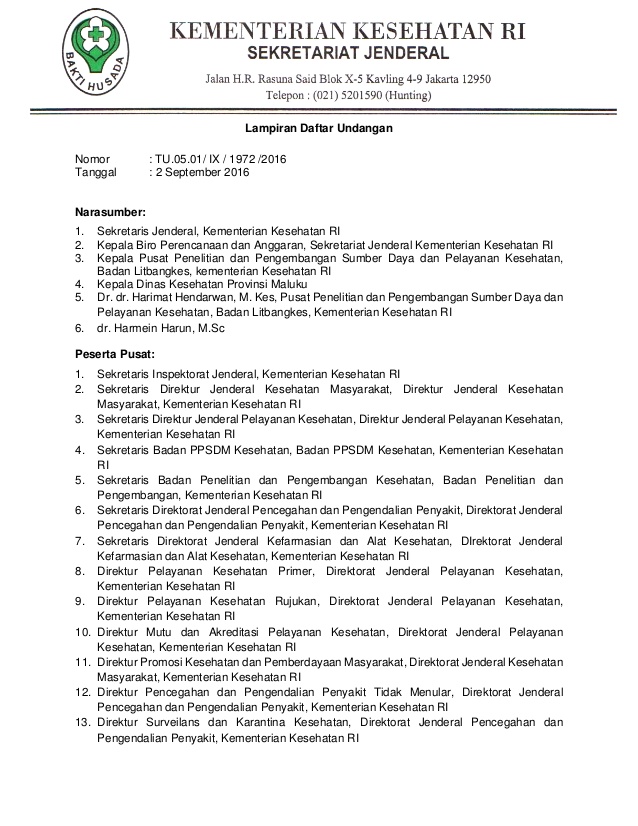 BAKTI HUSADA
KEMENTERIAN KESEHATAN RI
SEKRETARIAT JENDERAL
Jalan H.R. Rasuna Said Blok X-5 Kavling 4-9 Jakarta 12950
Telepon : (021) 5201590 (Hunting)
Lampiran Daftar Undangan
Nomor : TU.05.01/ IX / 1972 /2016
Tanggal : 2 September 2016
Narasumber:
1. Sekretaris Jenderal, Kementerian Kesehatan RI
2. Kepala Biro Perencanaan dan Anggaran, Sekretariat Jenderal Kementerian Kesehatan RI
3. Kepala Pusat Penelitian dan Pengembangan Sumber Daya dan Pelayanan Kesehatan,
Badan Litbangkes, kementerian Kesehatan RI
4. Kepala Dinas Kesehatan Provinsi Maluku
5. Dr. dr. Harimat Hendarwan, M. Kes, Pusat Penelitian dan Pengembangan Sumber Daya dan
Pelayanan Kesehatan, Badan Litbangkes, Kementerian Kesehatan RI
6. dr. Harmein Harun, M.Sc
Peserta Pusat:
1. Sekretaris Inspektorat Jenderal, Kementerian Kesehatan RI
2. Sekretaris Direktur Jenderal Kesehatan Masyarakat, Direktur Jenderal Kesehatan
Masyarakat, Kementerian Kesehatan RI
3. Sekretaris Direktur Jenderal Pelayanan Kesehatan, Direktur Jenderal Pelayanan Kesehatan,
Kementerian Kesehatan RI
4. Sekretaris Badan PPSDM Kesehatan, Badan PPSDM Kesehatan, Kementerian Kesehatan
RI
5. Sekretaris Badan Penelitian dan Pengembangan Kesehatan, Badan Penelitian dan
Pengembangan, Kementerian Kesehatan RI
6. Sekretaris Direktorat Jenderal Pencegahan dan Pengendalian Penyakit, Direktorat Jenderal
Pencegahan dan Pengendalian Penyakit, Kementerian Kesehatan RI
7. Sekretaris Direktorat Jenderal Kefarmasian dan Alat Kesehatan, DIrektorat Jenderal
Kefarmasian dan Alat Kesehatan, Kementerian Kesehatan RI
8. Direktur Pelayanan Kesehatan Primer, Direktorat Jenderal Pelayanan Kesehatan,
Kementerian Kesehatan RI
9. Direktur Pelayanan Kesehatan Rujukan, Direktorat Jenderal Pelayanan Kesehatan,
Kementerian Kesehatan RI
10. Direktur Mutu dan Akreditasi Pelayanan Kesehatan, Direktorat Jenderal Pelayanan
Kesehatan, Kementerian Kesehatan RI
11. Direktur Promosi Kesehatan dan Pemberdayaan Masyarakat, Direktorat Jenderal Kesehatan
Masyarakat, Kementerian Kesehatan RI
12. Direktur Pencegahan dan Pengendalian Penyakit Tidak Menular, Direktorat Jenderal
Pencegahan dan Pengendalian Penyakit, Kementerian Kesehatan RI
13. Direktur Surveilans dan Karantina Kesehatan, Direktorat Jenderal Pencegahan dan
Pengendalian Penyakit, Kementerian Kesehatan RI